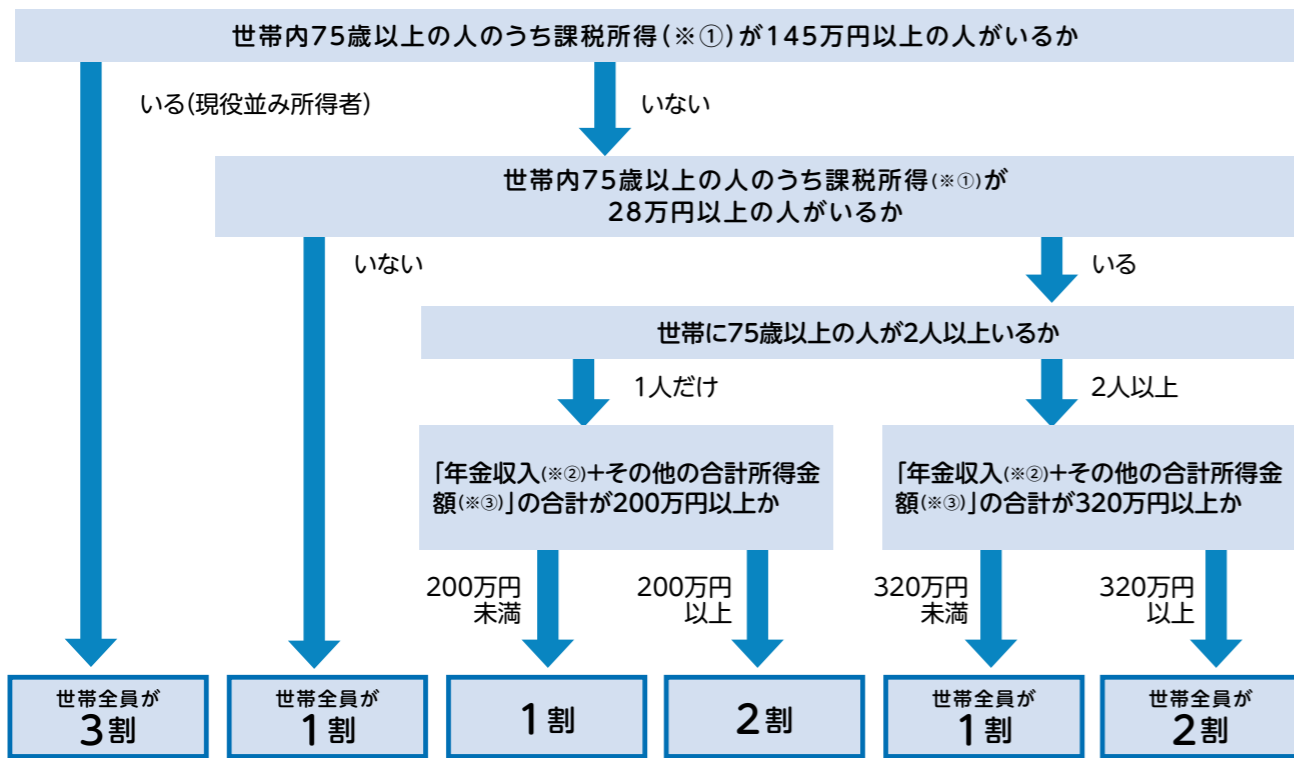 世帯内75歳以上の人のうち課税所得(※①)が145万円以上の人がいるか
いる(現役並み所得者)
いない
世帯内75歳以上の人のうち課税所得(※①)が
28万円以上の人がいるか
いない
いる
世帯に75歳以上の人が2人以上いるか
1人だけ
2人以上
「年金収入(※②)+その他の合計所得金
額(※③)」の合計が200万円以上か
「年金収入(※②)+その他の合計所得金
額(※③)」の合計が320万円以上か
200万円
未満
200万円
以上
320万円
未満
320万円
以上
世帯全員が
3割
世帯全員が
1割
1割
2割
世帯全員が
1割
世帯全員が
2割